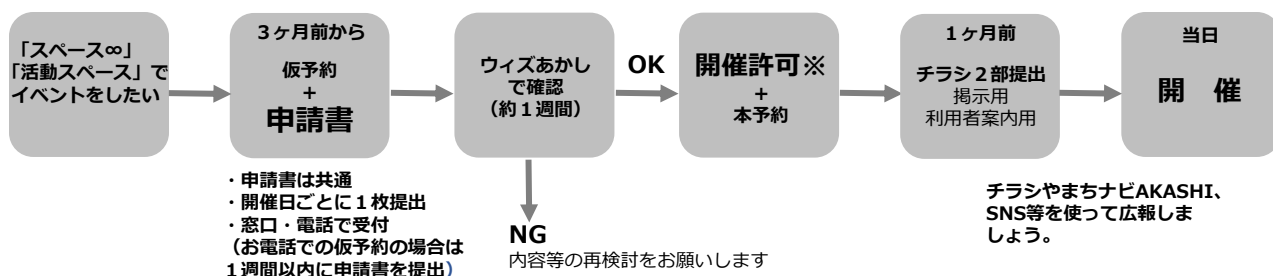 「スペース∞」
「活動スペース」で
イベントをしたい
３ヶ月前から
仮予約
+
申請書
・申請書は共通
・開催日ごとに１枚提出
・窓口・電話で受付
（お電話での仮予約の場合は
１週間以内に申請書を提出）
ウィズあかし
で確認
（約１週間）
NG
内容等の再検討をお願いします
OK
開催許可※
+
本予約
１ヶ月前
チラシ２部提出
掲示用
利用者案内用
チラシやまちナビAKASHI、
SNS等を使って広報しま
しょう。
当日
開　催